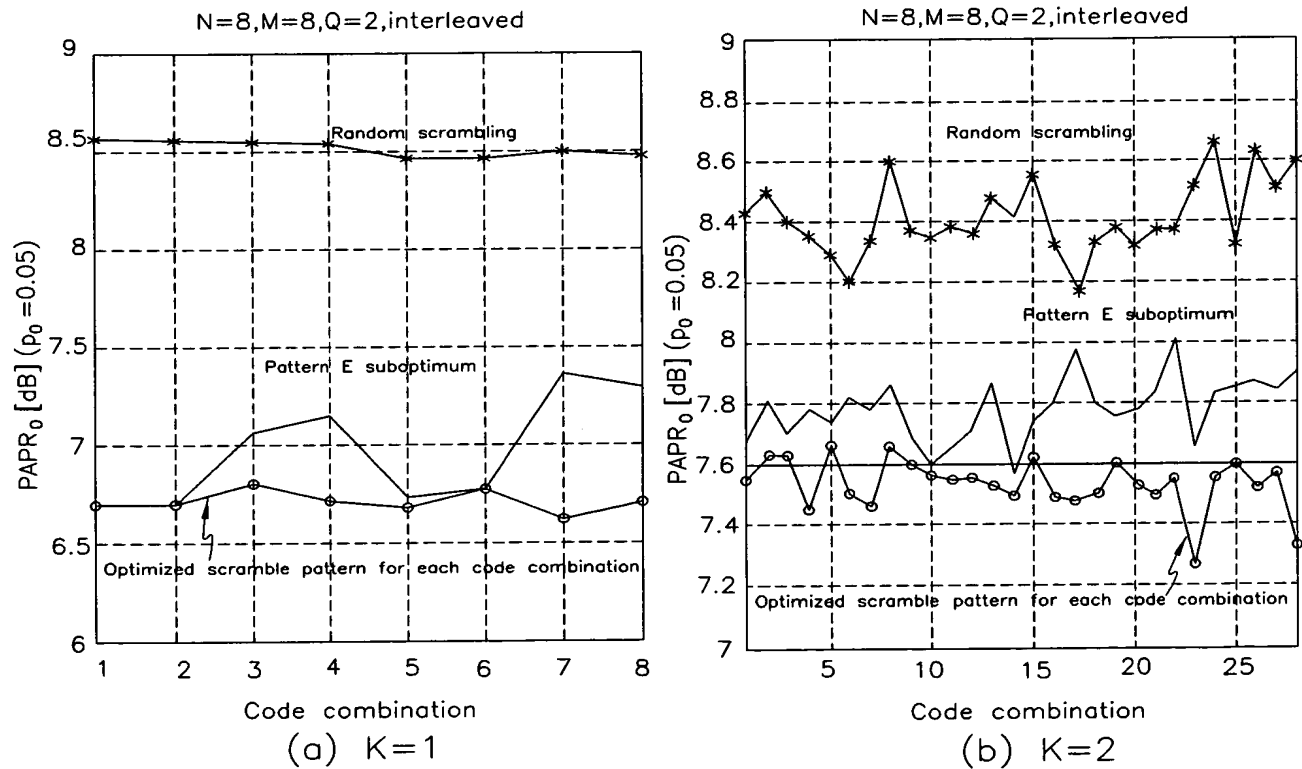 N=8,M=8,Q=2,interleaved
9
8.5
8
7.5
7
6.5
6
PAPR0 [dB] (p0 =0.05)
Random scrambling
Pattern E suboptimum
Optimized scramble pattern for each code combination
1 2 3 4 5 6 7 8
Code combination
(a) K=1
N=8,M=8,Q=2,interleaved
9
8.8
8.6
8.4
8.2
8
7.8
7.6
7.4
7.2
7
PAPR0 [dB] (p0 =0.05)
Random scrambling
Pattern E suboptimum
Optimized scramble pattern for each code combination
5 10 15 20 25
Code combination
(b) K=2